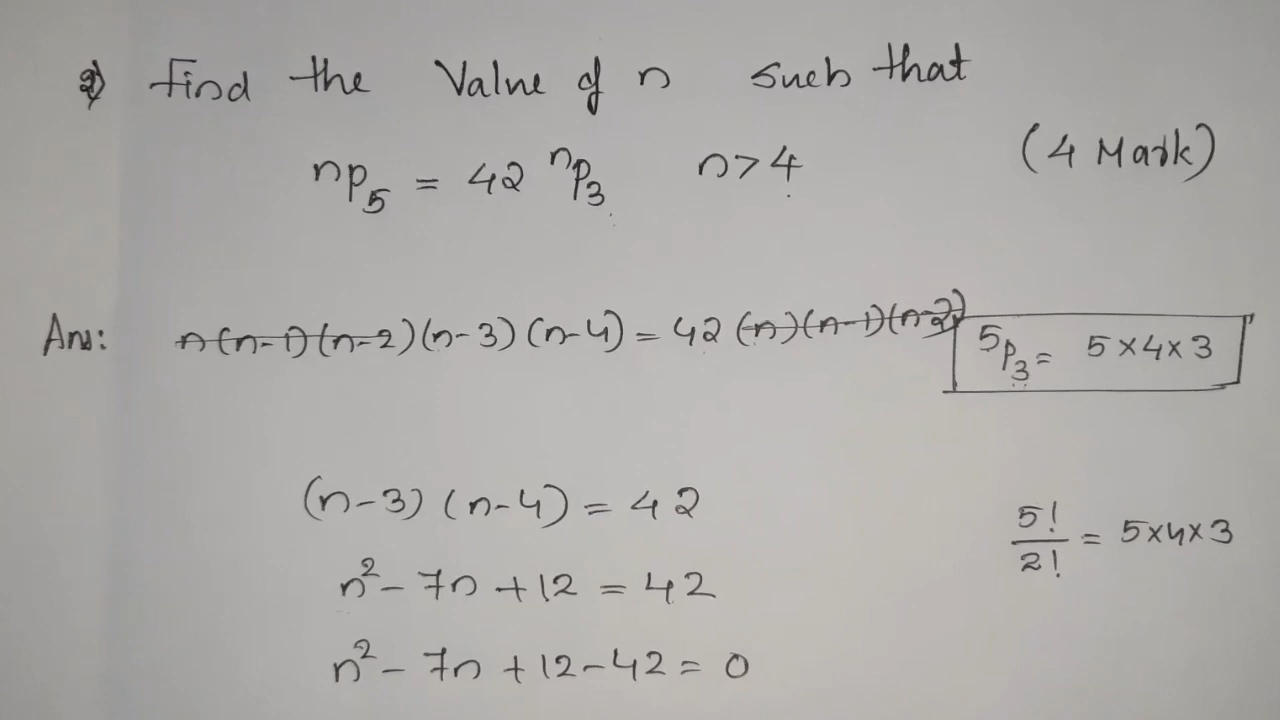 2) Find the Value of n such that
nP₅ = 42 ⁿP₃ n>4
(4 Mark)
Ans: n(n-1)(n-2)(n-3)(n-4) = 42 (n)(n-1)(n-2)
⁵P₃ = 5×4×3
(n-3)(n-4) = 42
5!/2! = 5×4×3
n² - 7n + 12 = 42
n² - 7n + 12 - 42 = 0